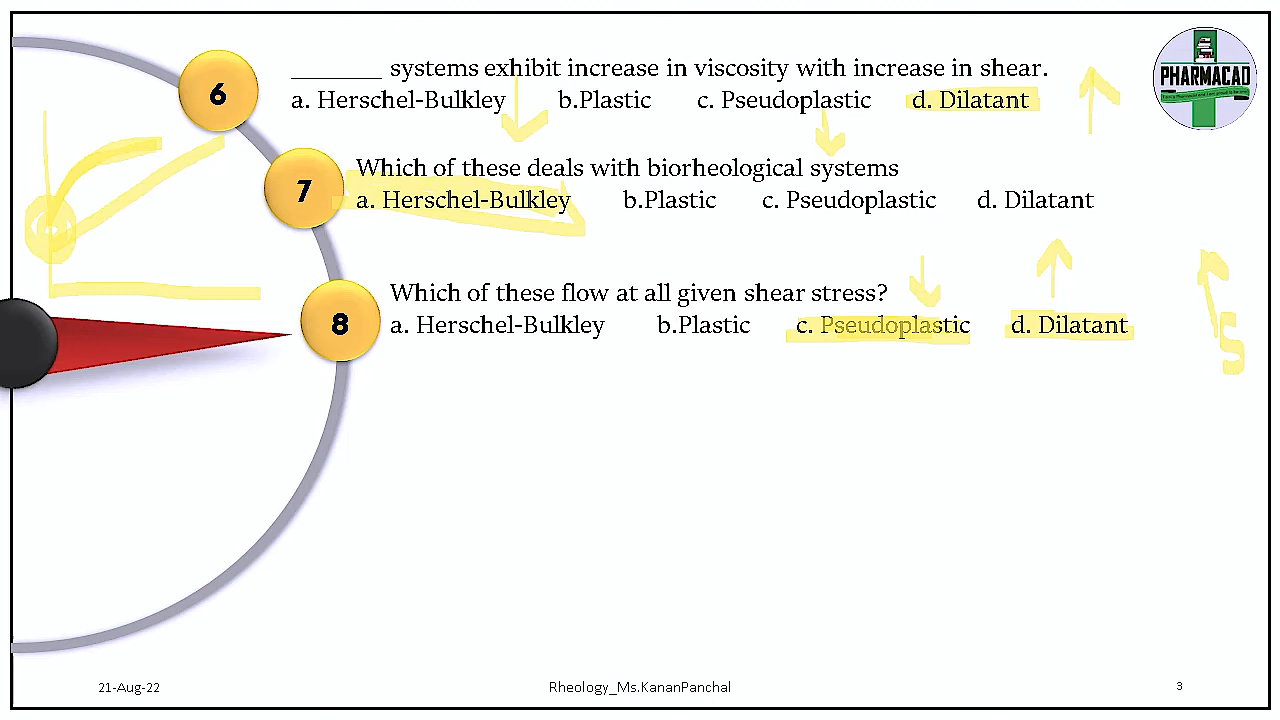 6
________ systems exhibit increase in viscosity with increase in shear.
a. Herschel-Bulkley b.Plastic c. Pseudoplastic d. Dilatant
PHARMACAD
7
Which of these deals with biorheological systems
a. Herschel-Bulkley b.Plastic c. Pseudoplastic d. Dilatant
8
Which of these flow at all given shear stress?
a. Herschel-Bulkley b.Plastic c. Pseudoplastic d. Dilatant
S
21-Aug-22
Rheology_Ms.KananPanchal
3